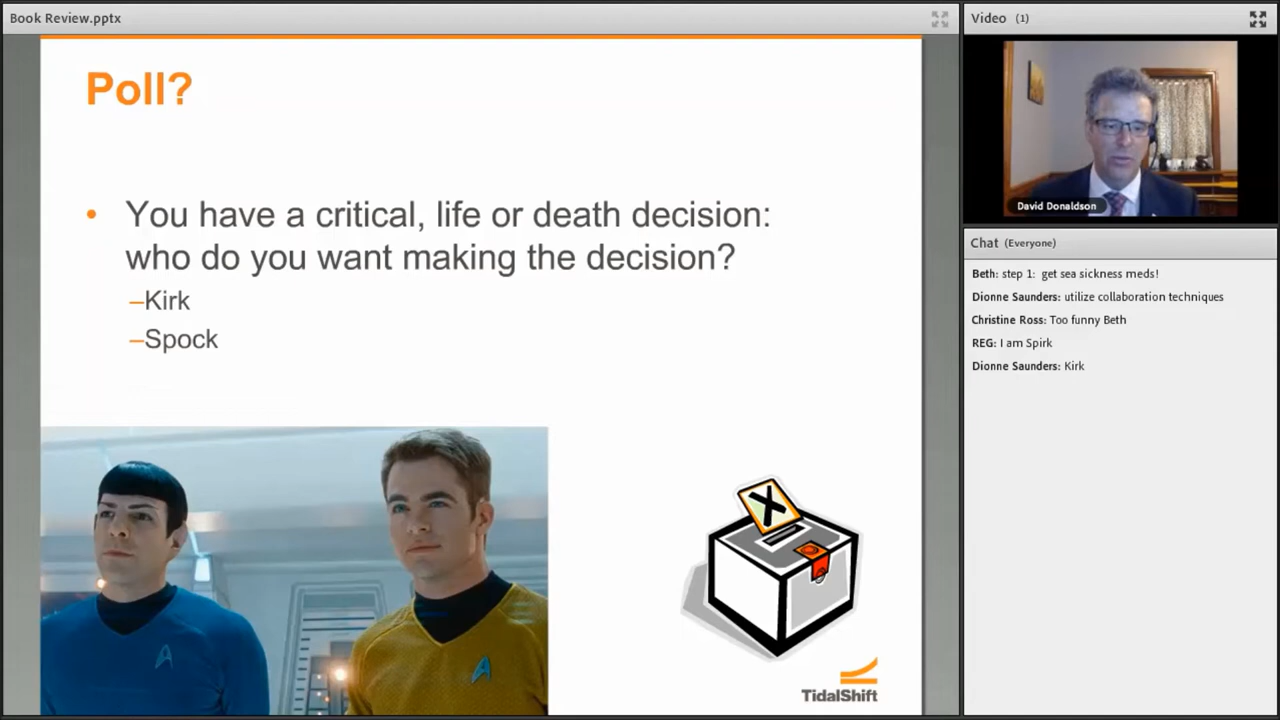 Book Review.pptx
Poll?
• You have a critical, life or death decision:
who do you want making the decision?
–Kirk
–Spock
X
TidalShift
Video (1)
David Donaldson
Chat (Everyone)
Beth: step 1: get sea sickness meds!
Dionne Saunders: utilize collaboration techniques
Christine Ross: Too funny Beth
REG: I am Spirk
Dionne Saunders: Kirk